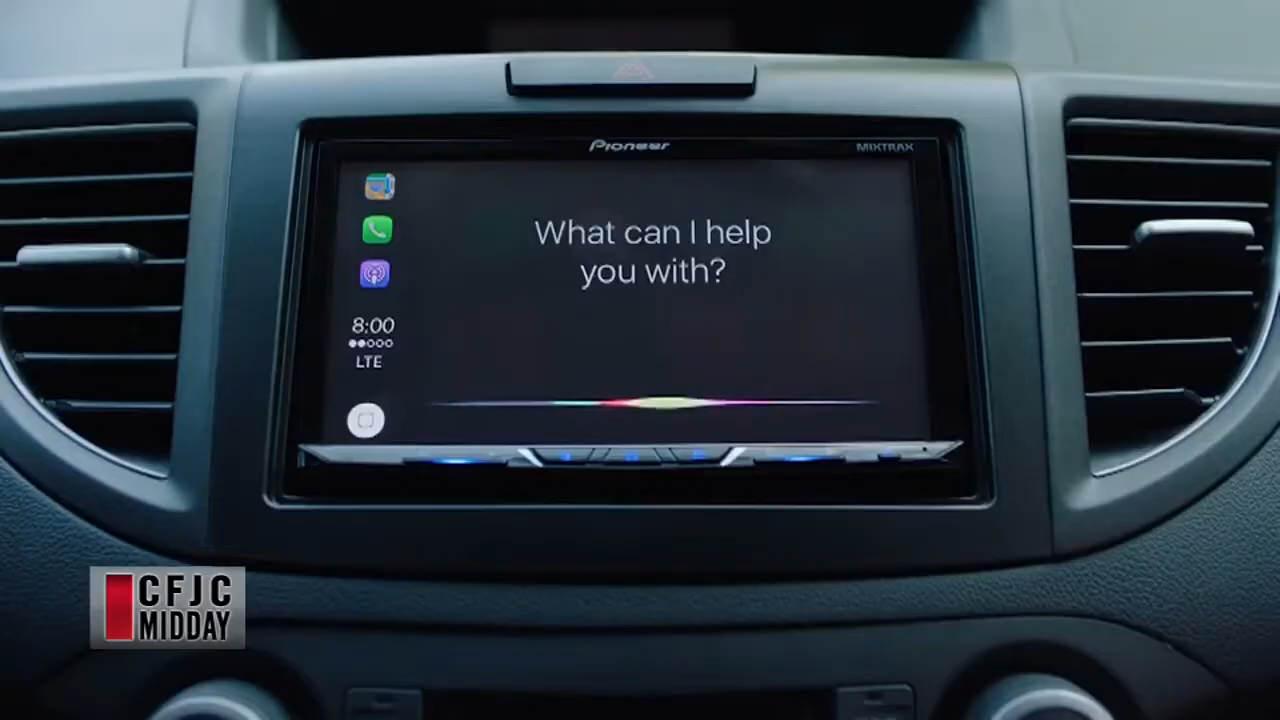 Pioneer
MIXTRAX
What can I help
you with?
8:00
LTE
CFJC
MIDDAY